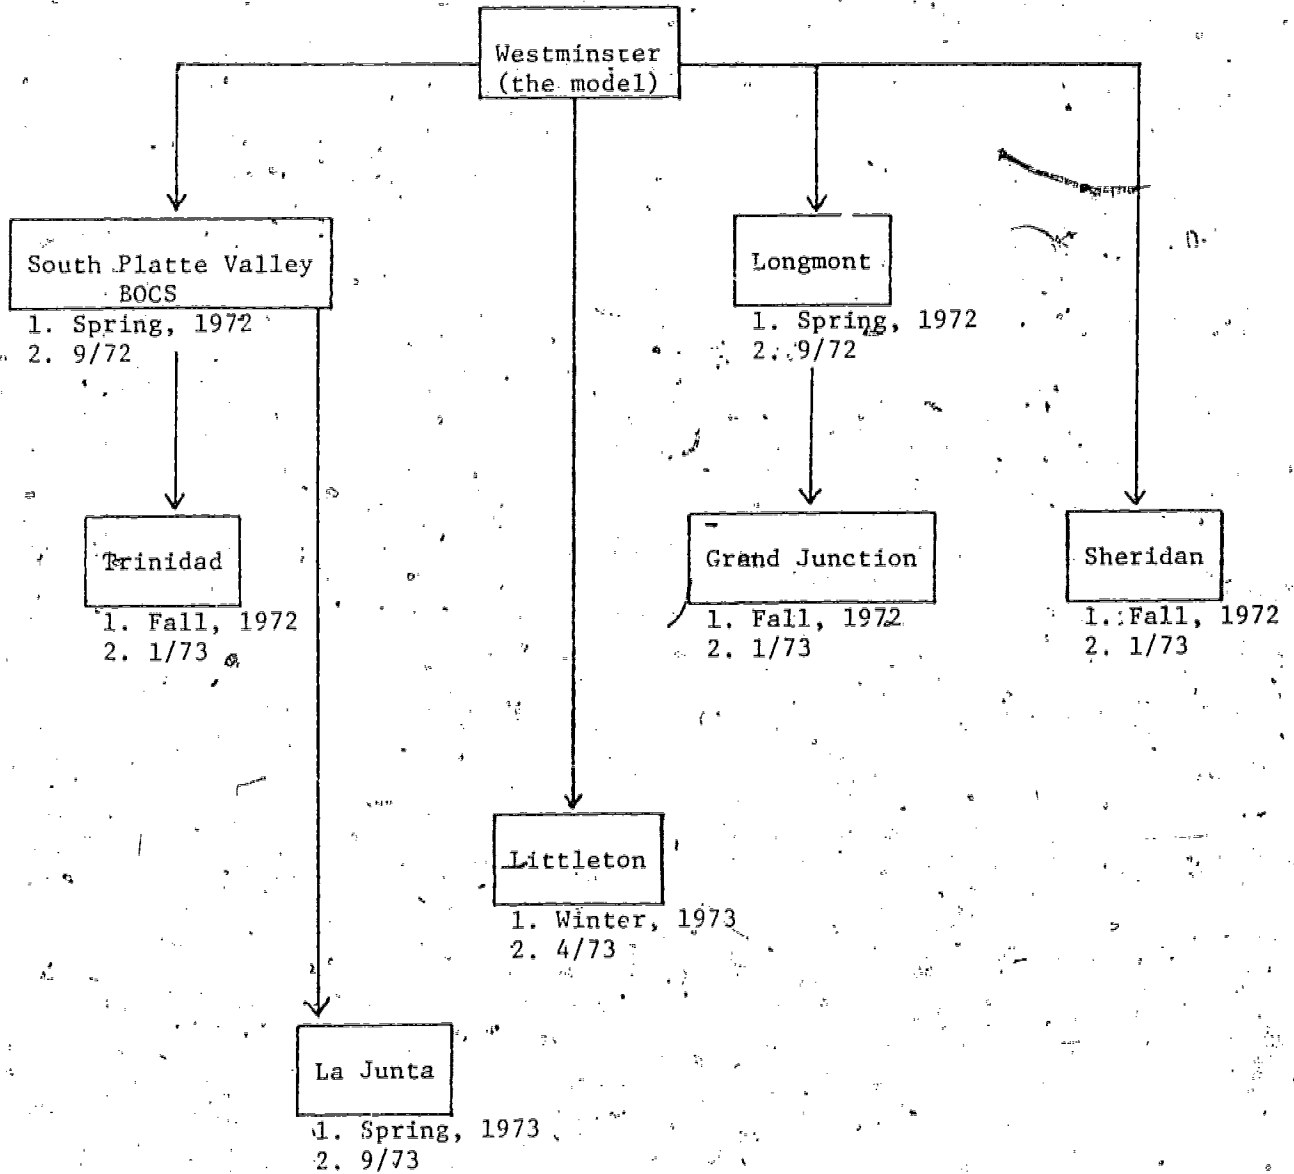 Westminster
(the model)
South Platte Valley
BOCS
1. Spring, 1972
2. 9/72
Longmont
1. Spring, 1972
2. 9/72
Trinidad
1. Fall, 1972
2. 1/73
Grand Junction
1. Fall, 1972
2. 1/73
Sheridan
1. Fall, 1972
2. 1/73
Littleton
1. Winter, 1973
2. 4/73
La Junta
1. Spring, 1973
2. 9/73